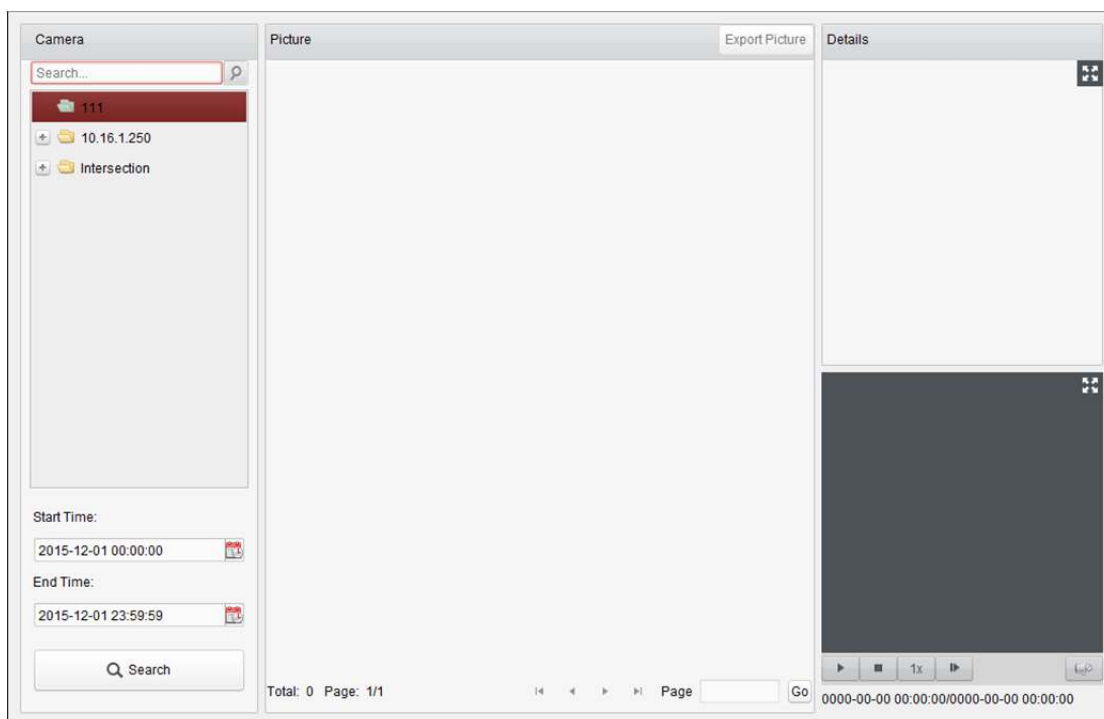 Camera
Search...
111
10.16.1.250
Intersection
Start Time:
2015-12-01 00:00:00
End Time:
2015-12-01 23:59:59
Search
Picture
Export Picture
Total: 0 Page: 1/1
Page
Go
Details
1x
0000-00-00 00:00:00/0000-00-00 00:00:00